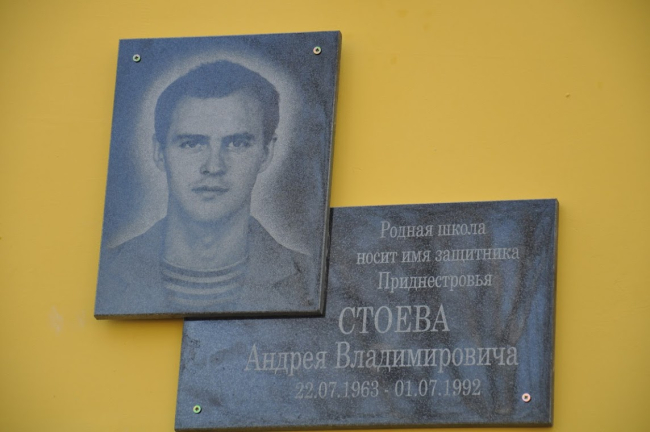 Родная школа
носит имя защитника
Приднестровья
СТОЕВА
Андрея Владимировича
22.07.1963 - 01.07.1992